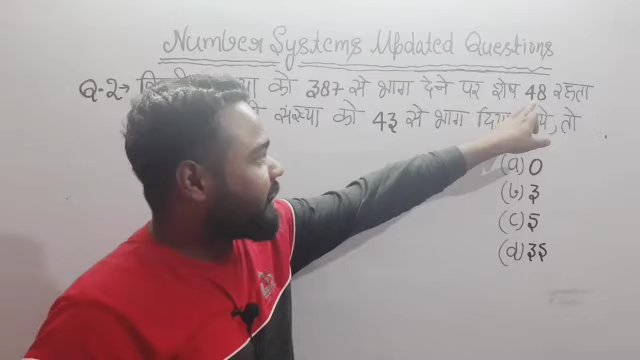 Number Systems Updated Questions
Q-2→ को 387 से भाग देने पर शेष 48 रहता
संख्या को 43 से भाग तो
(a) 0
(b) 3
(c) 5
(d) 35